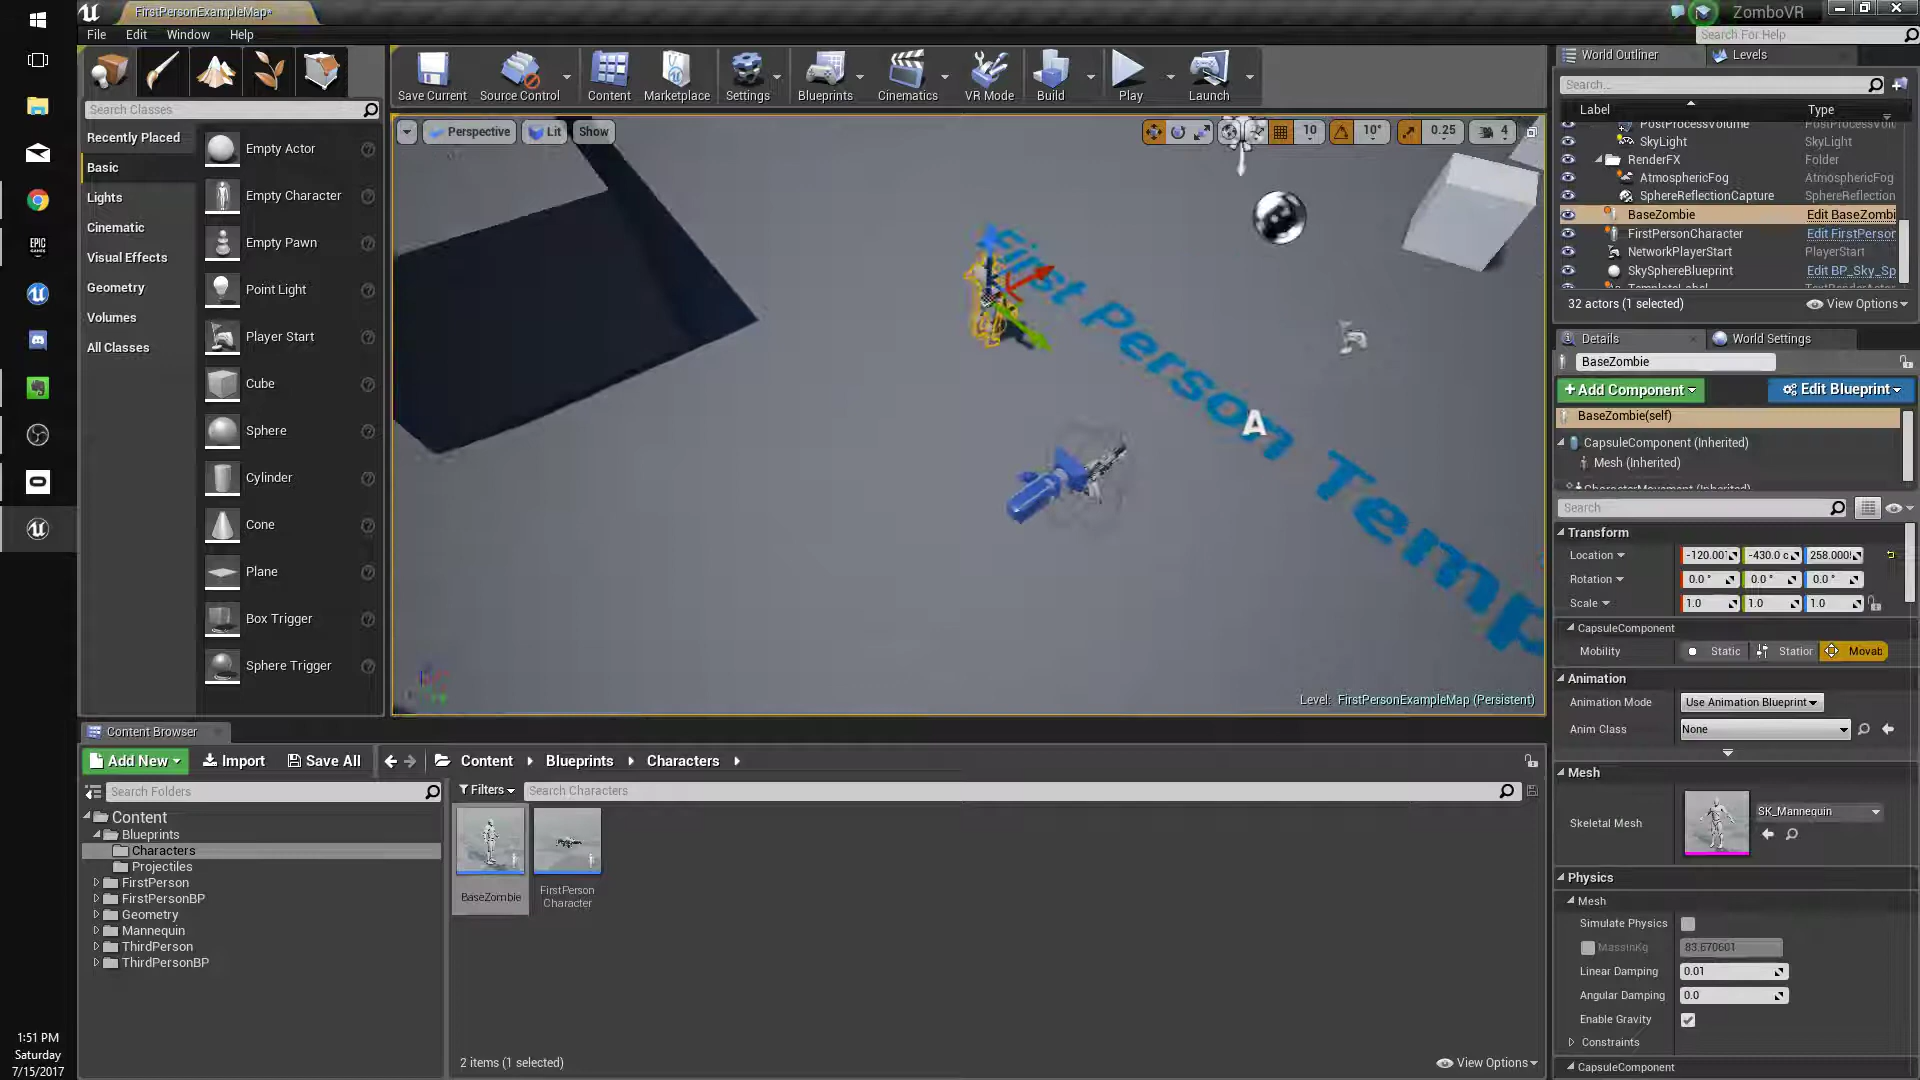 FirstPersonExampleMap*
ZomboVR
File Edit Window Help
Search For Help
Search Classes
Recently Placed
Basic
Lights
Cinematic
Visual Effects
Geometry
Volumes
All Classes
Empty Actor
Empty Character
Empty Pawn
Point Light
Player Start
Cube
Sphere
Cylinder
Cone
Plane
Box Trigger
Sphere Trigger
Save Current
Source Control
Content
Marketplace
Settings
Blueprints
Cinematics
VR Mode
Build
Play
Launch
Perspective
Lit
Show
10
10°
0.25
4
First Person Temp
A
Level: FirstPersonExampleMap (Persistent)
World Outliner
Levels
Search...
Label Type
PostProcessVolume PostProcessVolu
SkyLight SkyLight
RenderFX Folder
AtmosphericFog AtmosphericFog
SphereReflectionCapture SphereReflection
BaseZombie Edit BaseZombi
FirstPersonCharacter Edit FirstPerson
NetworkPlayerStart PlayerStart
SkySphereBlueprint Edit BP_Sky_Sp
TemplateLabel TextRenderActor
32 actors (1 selected)
View Options
Details
World Settings
BaseZombie
+Add Component
Edit Blueprint
BaseZombie(self)
CapsuleComponent (Inherited)
Mesh (Inherited)
CharacterMovement (Inherited)
Search
Transform
Location -120.001 -430.0 c 258.000
Rotation 0.0 ° 0.0 ° 0.0 °
Scale 1.0 1.0 1.0
CapsuleComponent
Mobility Static Station Movab
Animation
Animation Mode Use Animation Blueprint
Anim Class None
Mesh
Skeletal Mesh SK_Mannequin
Physics
Mesh
Simulate Physics
MassInKg 83.670601
Linear Damping 0.01
Angular Damping 0.0
Enable Gravity
Constraints
CapsuleComponent
Content Browser
Add New
Import
Save All
Content
Blueprints
Characters
Search Folders
Filters
Search Characters
Content
Blueprints
Characters
Projectiles
FirstPerson
FirstPersonBP
Geometry
Mannequin
ThirdPerson
ThirdPersonBP
BaseZombie
FirstPerson
Character
2 items (1 selected)
View Options
EPIC
GAMES
1:51 PM
Saturday
7/15/2017